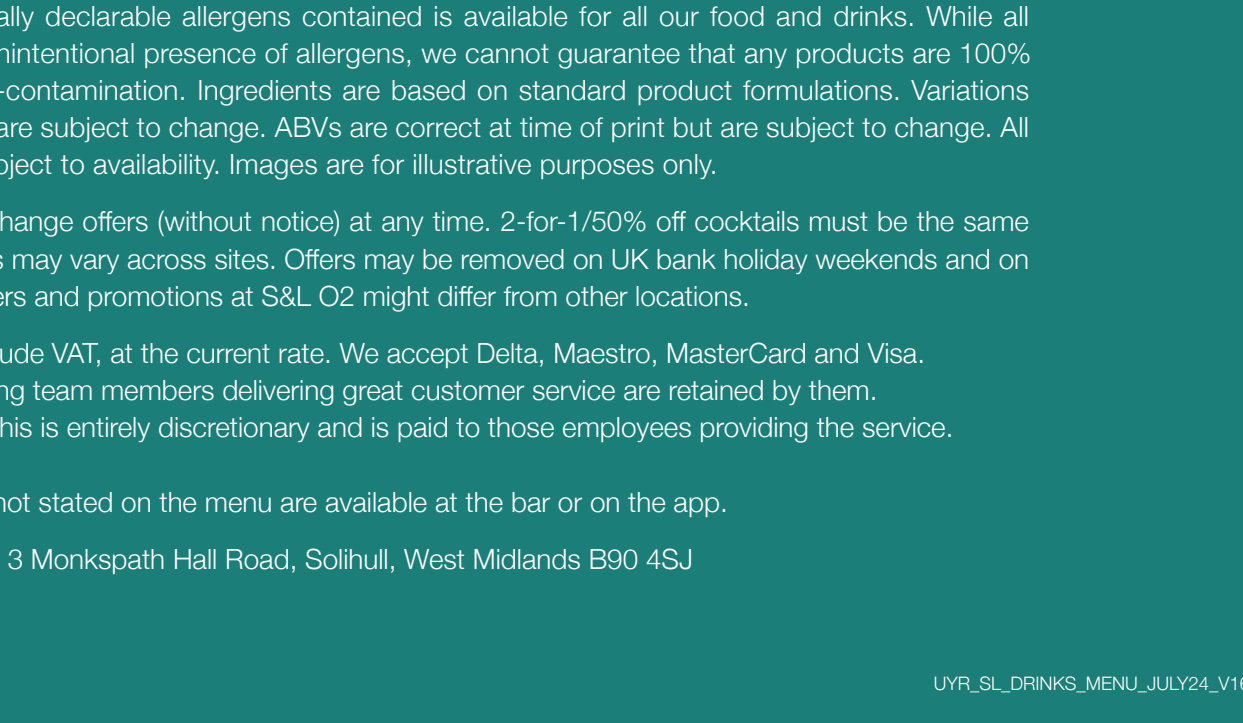 ally declarable allergens contained is available for all our food and drinks. While all
nintentional presence of allergens, we cannot guarantee that any products are 100%
-contamination. Ingredients are based on standard product formulations. Variations
are subject to change. ABVs are correct at time of print but are subject to change. All
bject to availability. Images are for illustrative purposes only.
hange offers (without notice) at any time. 2-for-1/50% off cocktails must be the same
s may vary across sites. Offers may be removed on UK bank holiday weekends and on
ers and promotions at S&L O2 might differ from other locations.
ude VAT, at the current rate. We accept Delta, Maestro, MasterCard and Visa.
ng team members delivering great customer service are retained by them.
his is entirely discretionary and is paid to those employees providing the service.
not stated on the menu are available at the bar or on the app.
3 Monkspath Hall Road, Solihull, West Midlands B90 4SJ
UYR_SL_DRINKS_MENU_JULY24_V16